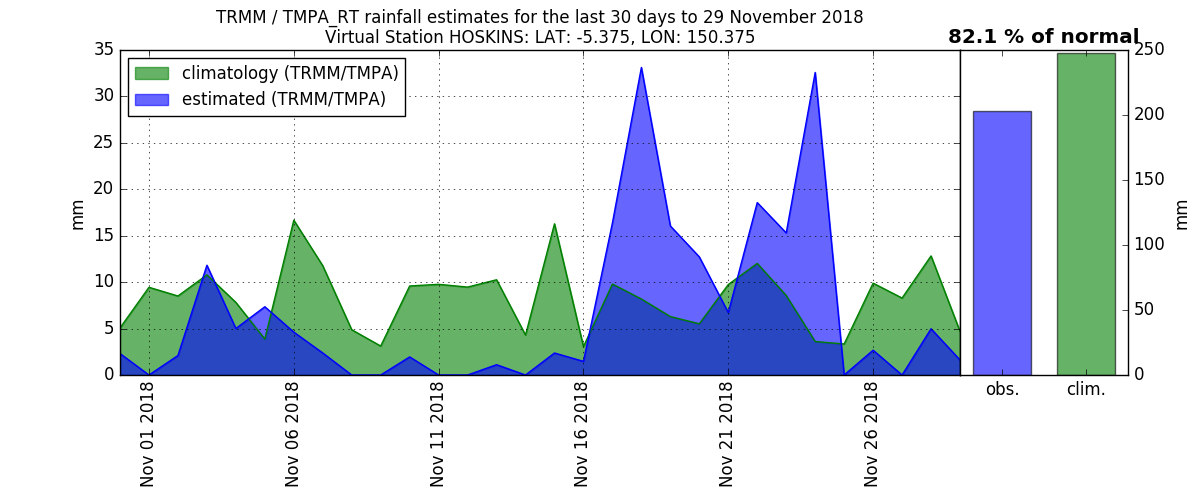 TRMM / TMPA_RT rainfall estimates for the last 30 days to 29 November 2018
Virtual Station HOSKINS: LAT: -5.375, LON: 150.375
82.1 % of normal
climatology (TRMM/TMPA)
estimated (TRMM/TMPA)
mm
35
30
25
20
15
10
5
0
Nov 01 2018
Nov 06 2018
Nov 11 2018
Nov 16 2018
Nov 21 2018
Nov 26 2018
obs.
clim.
250
200
150
100
50
0
mm